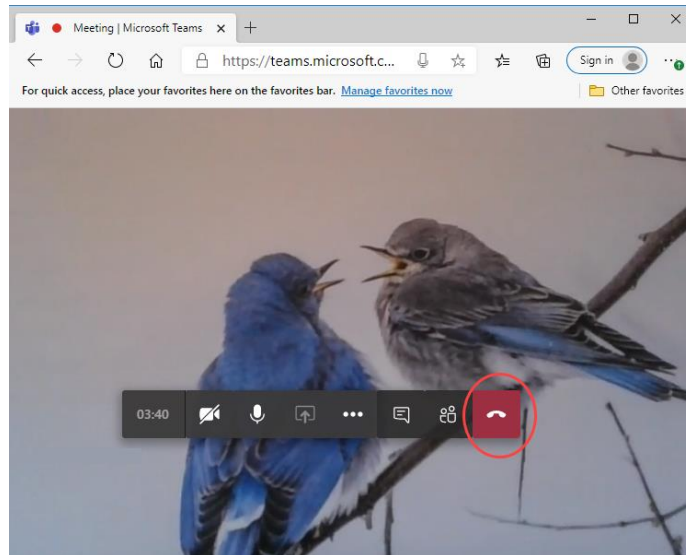 Meeting | Microsoft Teams
https://teams.microsoft.c...
Sign in
For quick access, place your favorites here on the favorites bar. Manage favorites now
Other favorites
03:40